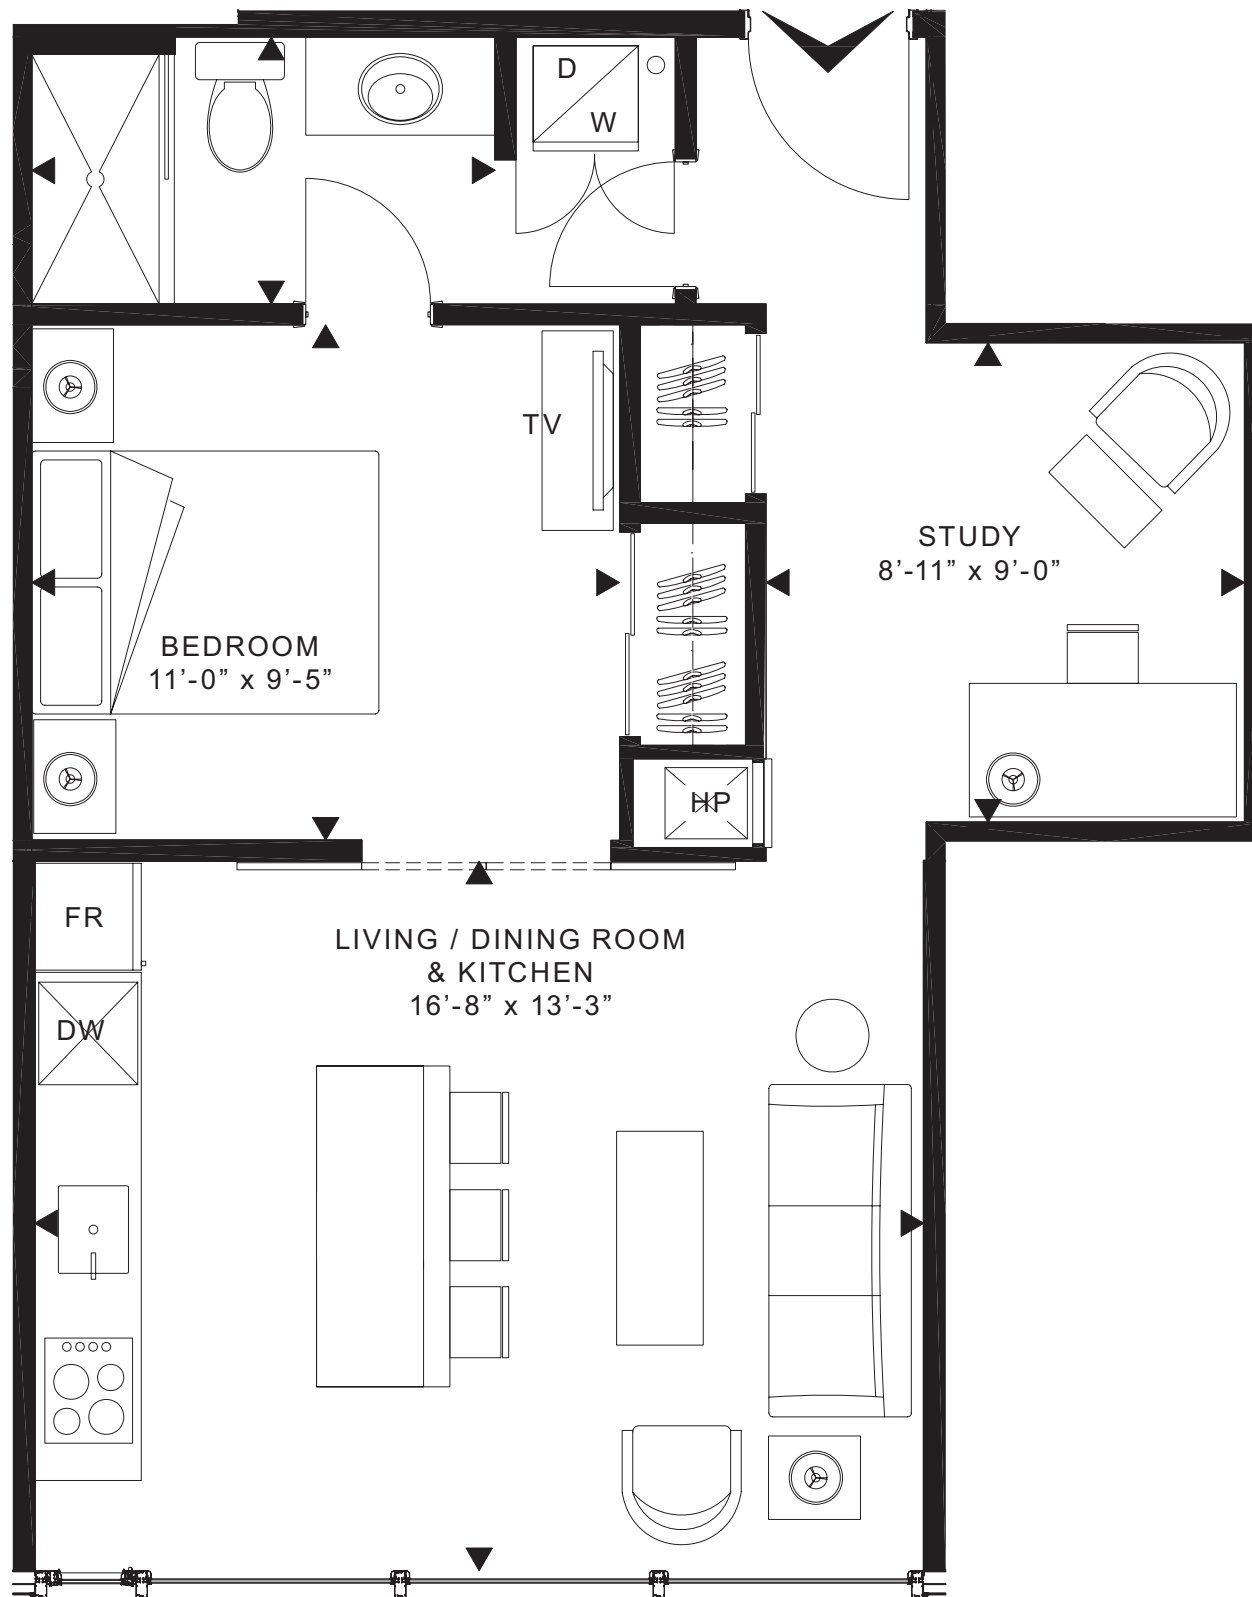 D
W
TV
STUDY
8’-11” x 9’-0”
BEDROOM
11’-0” x 9’-5”
HP
FR
LIVING / DINING ROOM
& KITCHEN
16’-8” x 13’-3”
DW